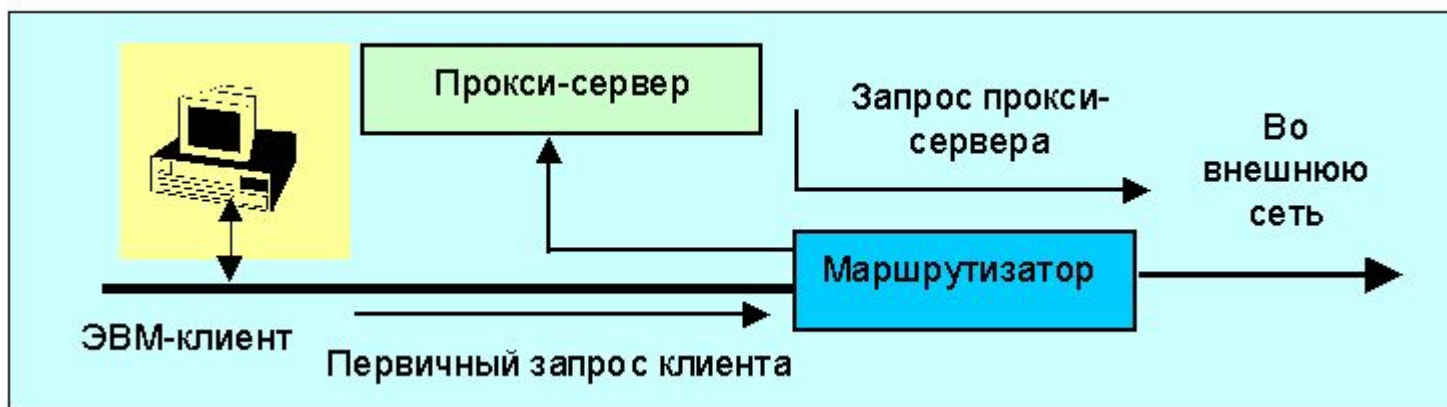 Прокси-сервер
Запрос прокси-
сервера
Во
внешнюю
сеть
Маршрутизатор
ЭВМ-клиент
Первичный запрос клиента